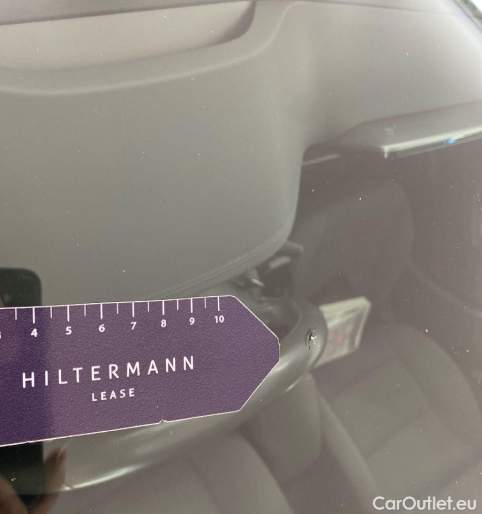 4 5 6 7 8 9 10
HILTERMANN
LEASE
CarOutlet.eu